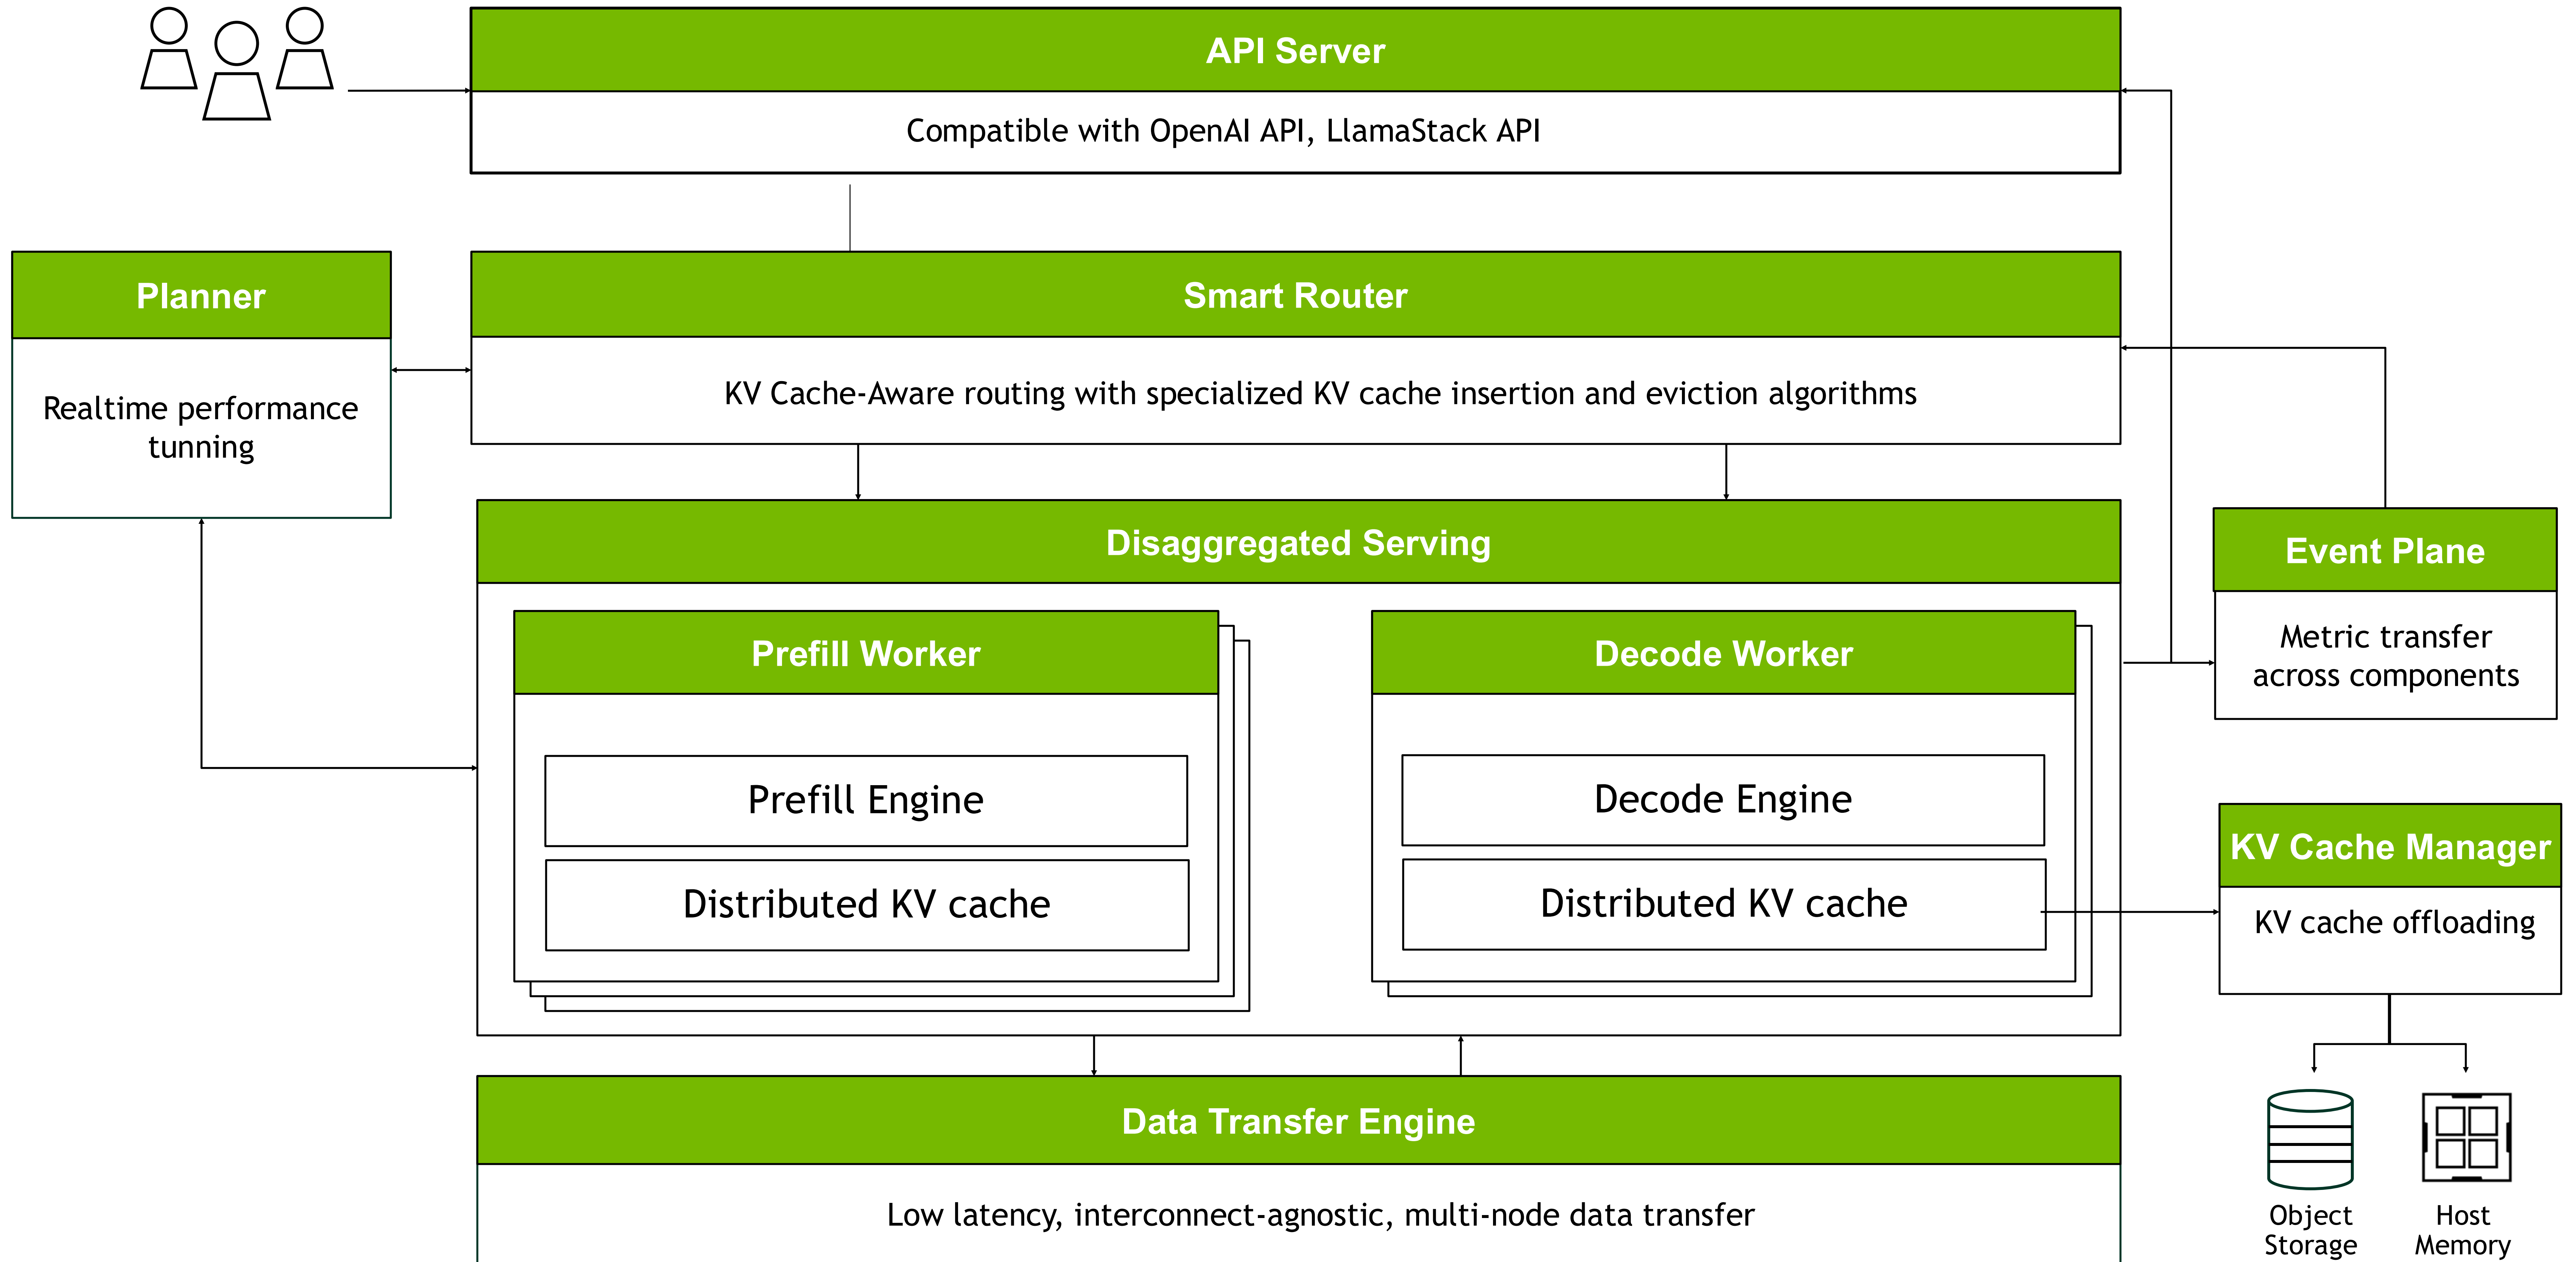 API Server
Compatible with OpenAI API, LlamaStack API
Planner
Realtime performance
tunning
Smart Router
KV Cache-Aware routing with specialized KV cache insertion and eviction algorithms
Disaggregated Serving
Prefill Worker
Prefill Engine
Distributed KV cache
Decode Worker
Decode Engine
Distributed KV cache
Event Plane
Metric transfer
across components
KV Cache Manager
KV cache offloading
Object
Storage
Host
Memory
Data Transfer Engine
Low latency, interconnect-agnostic, multi-node data transfer